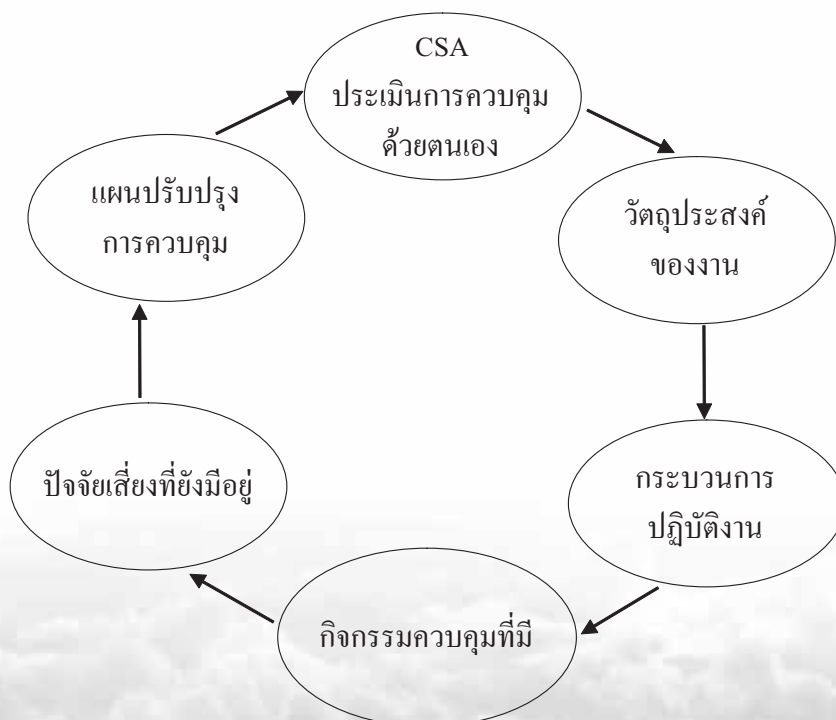 CSA
ประเมินการควบคุม
ด้วยตนเอง
วัตถุประสงค์
ของงาน
กระบวนการ
ปฏิบัติงาน
กิจกรรมควบคุมที่มี
ปัจจัยเสี่ยงที่ยังมีอยู่
แผนปรับปรุง
การควบคุม